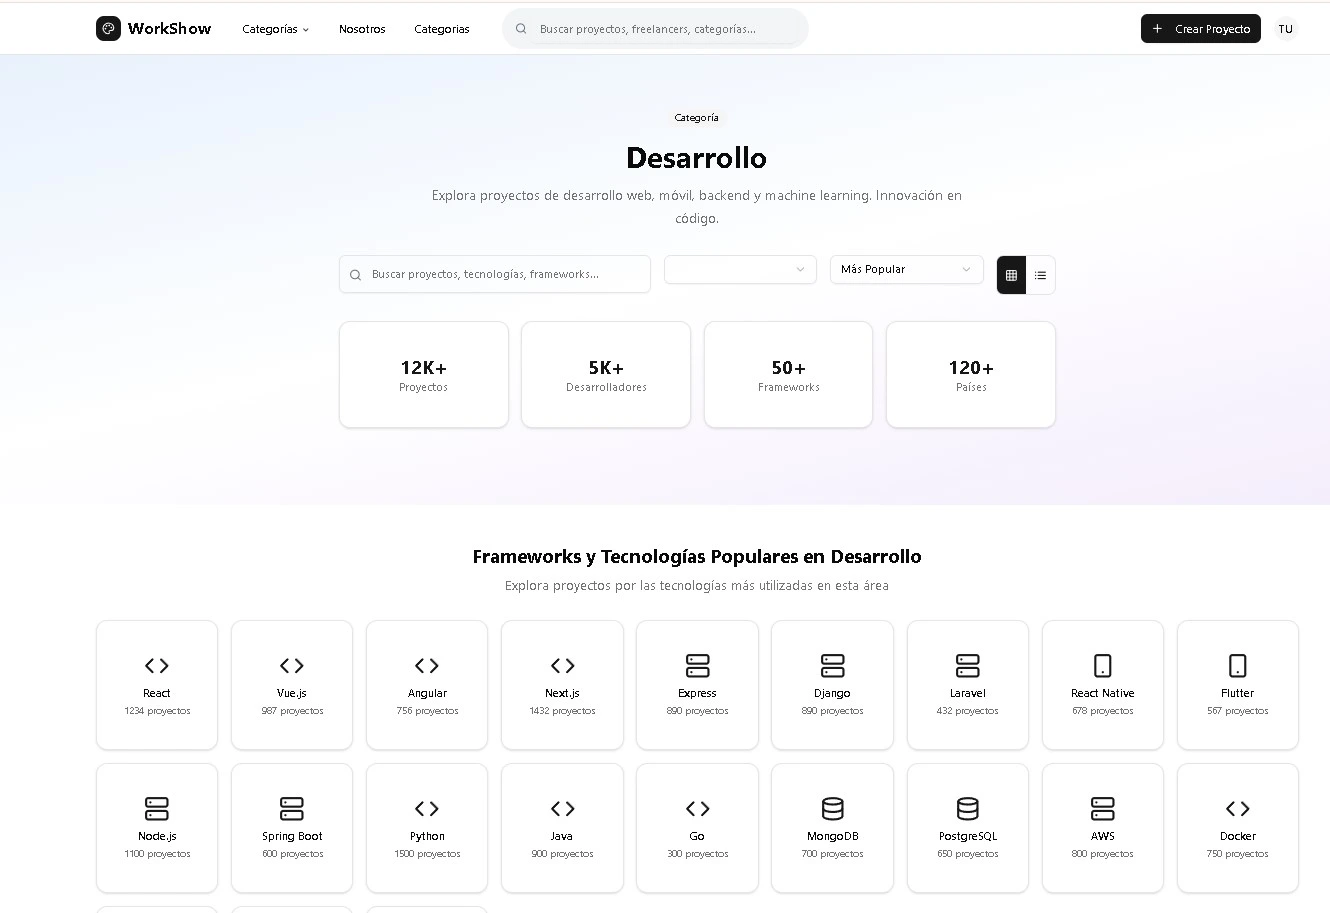 WorkShow Categorías Nosotros Categorias Buscar proyectos, freelancers, categorías... Crear Proyecto TU
Categoría
Desarrollo
Explora proyectos de desarrollo web, móvil, backend y machine learning. Innovación en
código.
Buscar proyectos, tecnologías, frameworks... Más Popular
12K+ 5K+ 50+ 120+
Proyectos Desarrolladores Frameworks Países
Frameworks y Tecnologías Populares en Desarrollo
Explora proyectos por las tecnologías más utilizadas en esta área
React Vue.js Angular Next.js Express Django Laravel React Native Flutter
1234 proyectos 987 proyectos 756 proyectos 1432 proyectos 890 proyectos 890 proyectos 432 proyectos 678 proyectos 567 proyectos
Node.js Spring Boot Python Java Go MongoDB PostgreSQL AWS Docker
1100 proyectos 600 proyectos 1500 proyectos 900 proyectos 300 proyectos 700 proyectos 650 proyectos 800 proyectos 750 proyectos